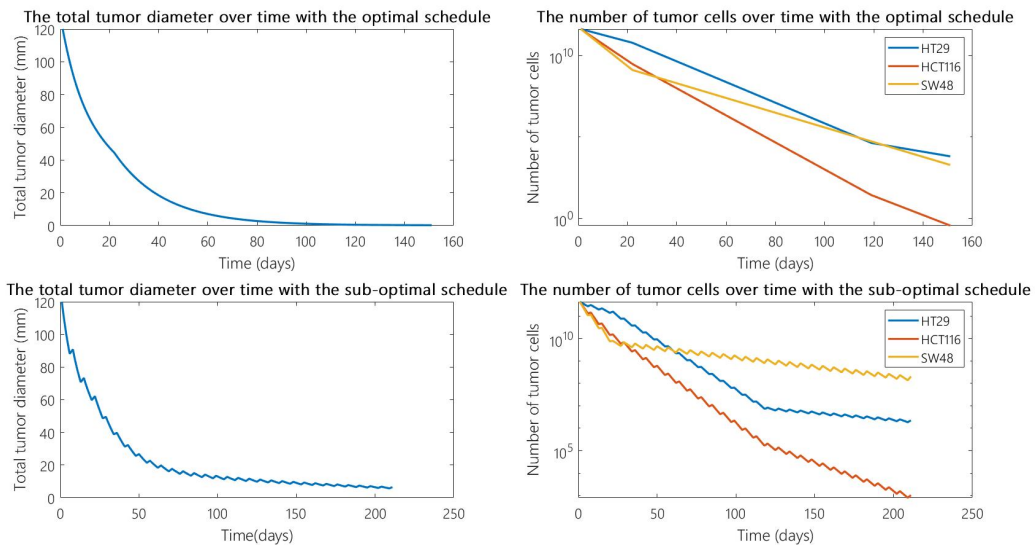 The total tumor diameter over time with the optimal schedule
Total tumor diameter (mm)
120
100
80
60
40
20
0
0 20 40 60 80 100 120 140 160
Time (days)
The number of tumor cells over time with the optimal schedule
Number of tumor cells
10^10
10^0
HT29
HCT116
SW48
0 20 40 60 80 100 120 140 160
Time (days)
The total tumor diameter over time with the sub-optimal schedule
Total tumor diameter (mm)
120
100
80
60
40
20
0
0 50 100 150 200 250
Time(days)
The number of tumor cells over time with the sub-optimal schedule
Number of tumor cells
10^10
10^5
HT29
HCT116
SW48
0 50 100 150 200 250
Time (days)